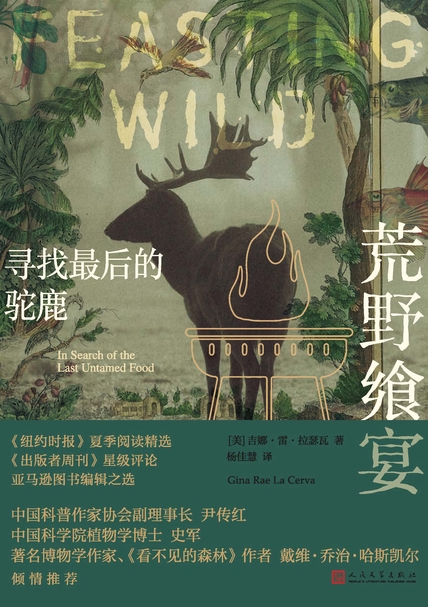 FEASTING
WILD
荒野飨宴
寻找最后的
驼鹿
In Search of the
Last Untamed Food
《纽约时报》夏季阅读精选
《出版者周刊》星级评论
亚马逊图书编辑之选
[美]吉娜·雷·拉瑟瓦 著
杨佳慧 译
Gina Rae La Cerva
中国科普作家协会副理事长 尹传红
中国科学院植物学博士 史军
著名博物学作家、《看不见的森林》作者 戴维·乔治·哈斯凯尔
倾情推荐
人民文学出版社
PEOPLE'S LITERATURE PUBLISHING HOUSE